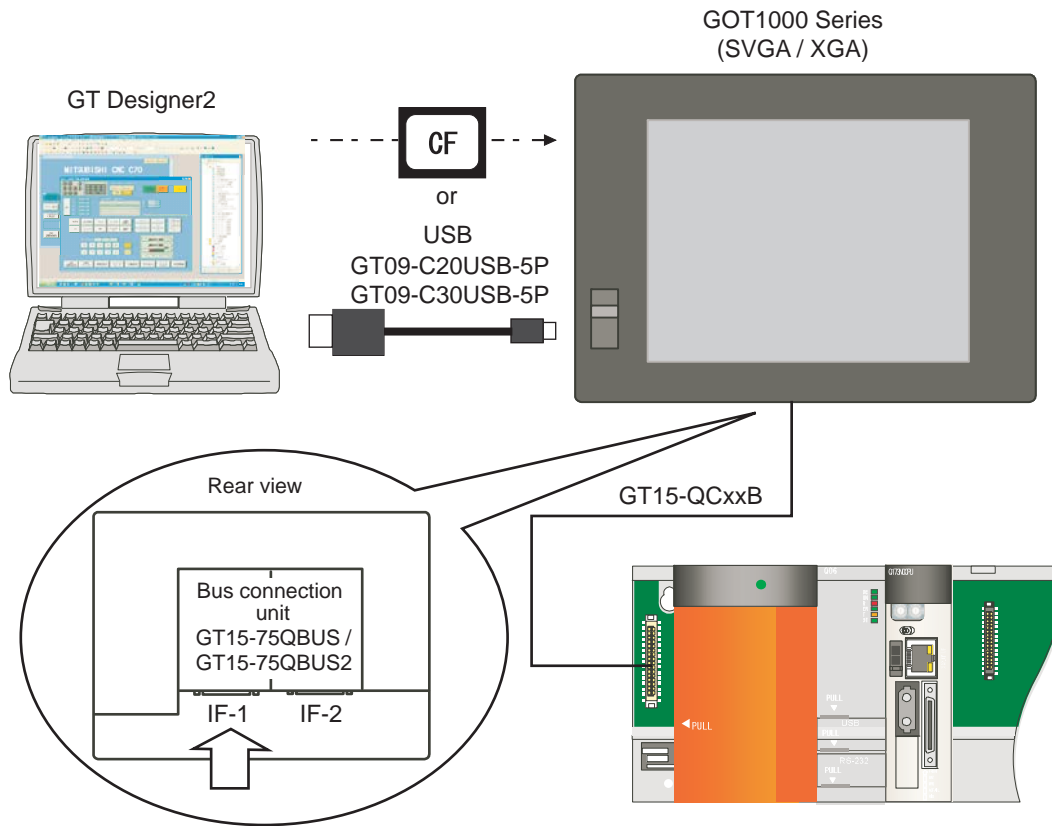 GOT1000 Series
(SVGA / XGA)
GT Designer2
MITSUBISHI CNC C70
CF
or
USB
GT09-C20USB-5P
GT09-C30USB-5P
Rear view
GT15-QCxxB
Bus connection
unit
GT15-75QBUS /
GT15-75QBUS2
IF-1
IF-2
PULL
PULL
USB
PULL
RS-232
PULL